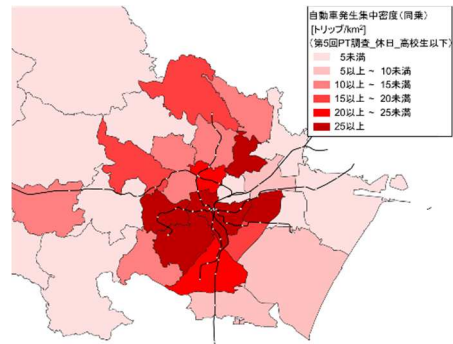 自動車発生集中密度(同乗)
[トリップ/km²]
(第5回PT調査_休日_高校生以下)
5未満
5以上 ~ 10未満
10以上 ~ 15未満
15以上 ~ 20未満
20以上 ~ 25未満
25以上